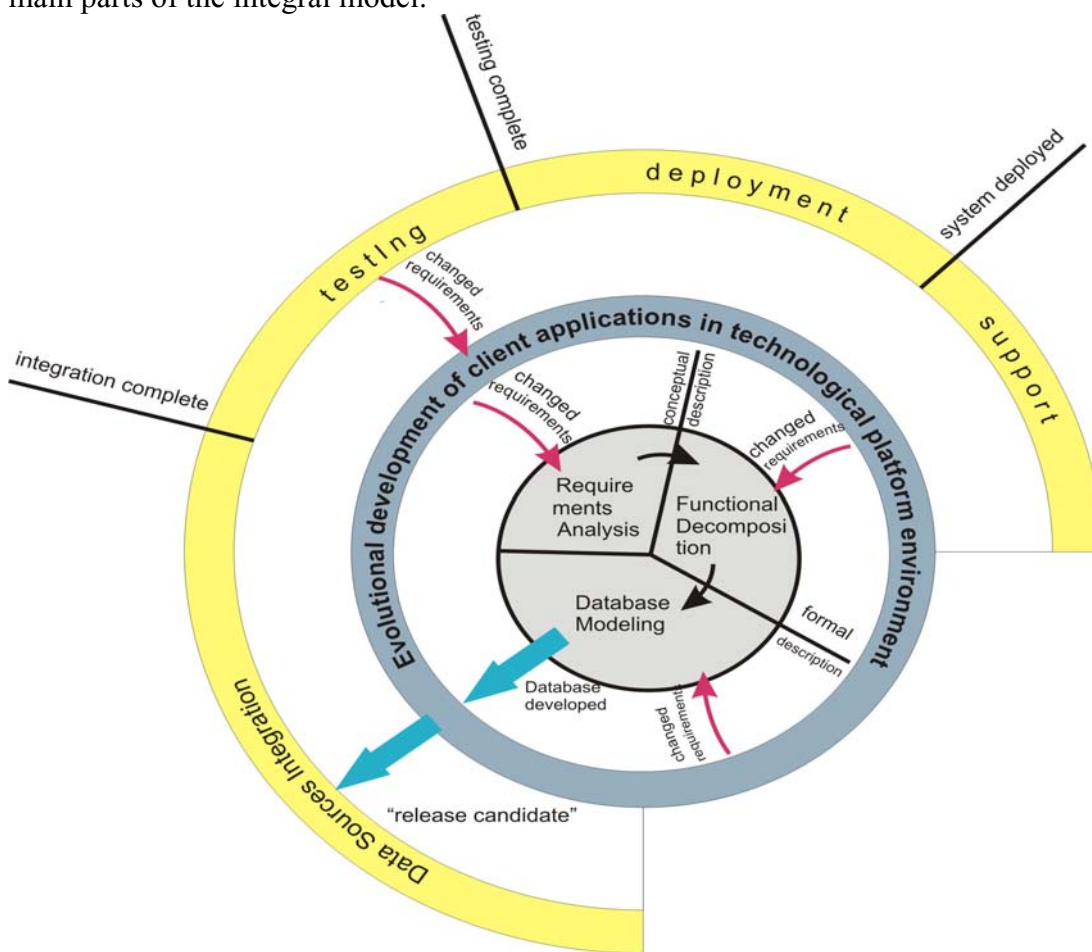 main parts of the integral model.
testing complete
deployment
system deployed
testIng
changed
requirements
support
integration complete
Evolutional development of client applications in technological platform environment
changed
requirements
conceptual
description
changed
requirements
Require
ments
Analysis
Functional
Decomposi
tion
Database
Modeling
formal
description
Database
developed
changed
requirements
Data Sources Integration
“release candidate”